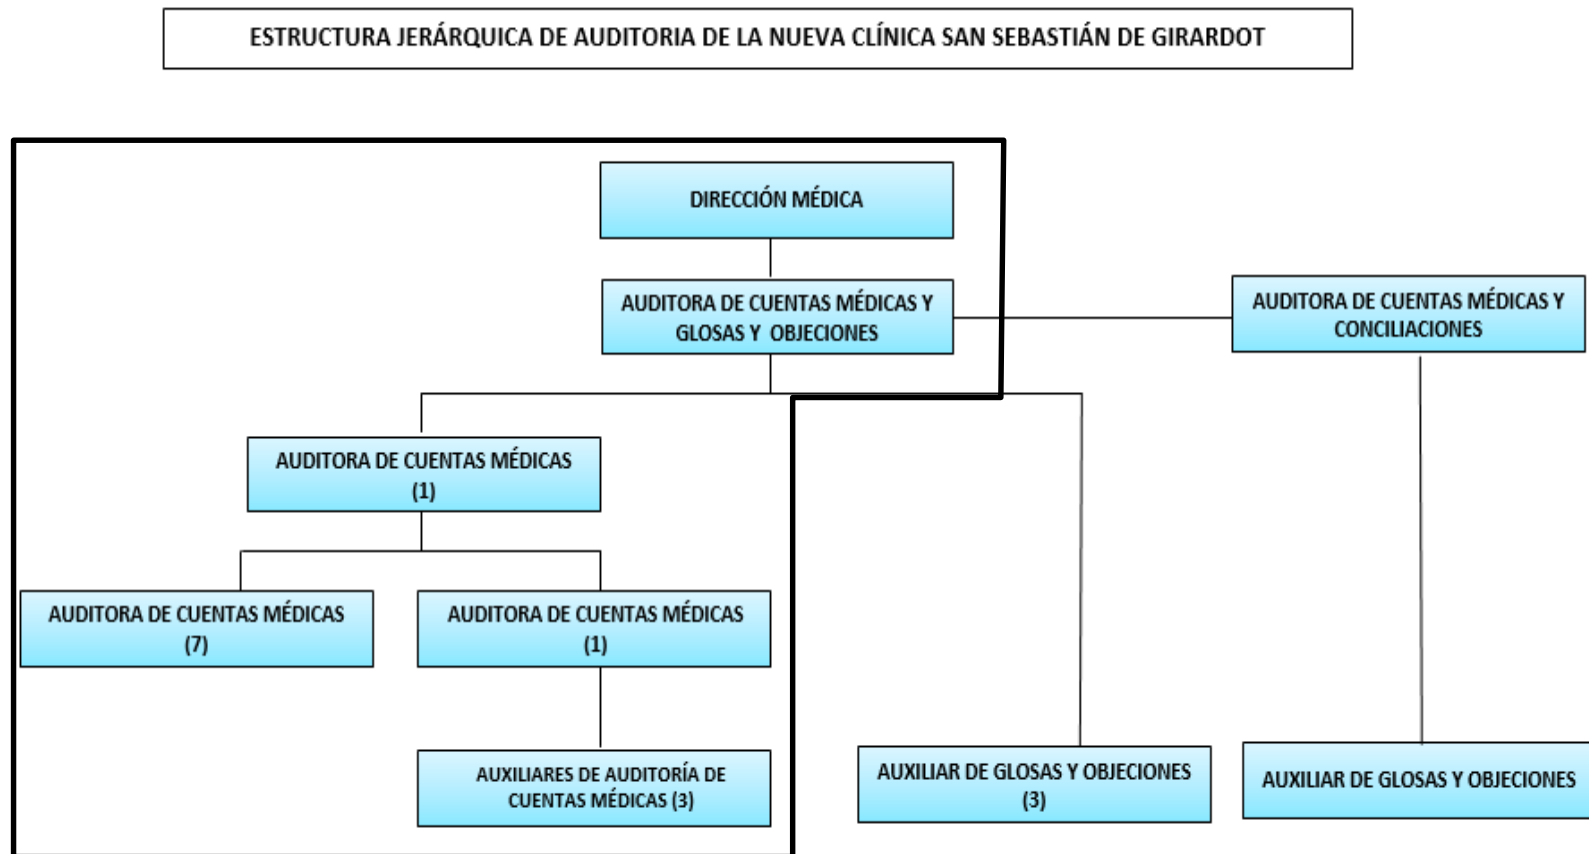 ESTRUCTURA JERÁRQUICA DE AUDITORIA DE LA NUEVA CLÍNICA SAN SEBASTIÁN DE GIRARDOT
DIRECCIÓN MÉDICA
AUDITORA DE CUENTAS MÉDICAS Y
GLOSAS Y OBJECIONES
AUDITORA DE CUENTAS MÉDICAS Y
CONCILIACIONES
AUDITORA DE CUENTAS MÉDICAS
(1)
AUDITORA DE CUENTAS MÉDICAS
(7)
AUDITORA DE CUENTAS MÉDICAS
(1)
AUXILIARES DE AUDITORÍA DE
CUENTAS MÉDICAS (3)
AUXILIAR DE GLOSAS Y OBJECIONES
(3)
AUXILIAR DE GLOSAS Y OBJECIONES